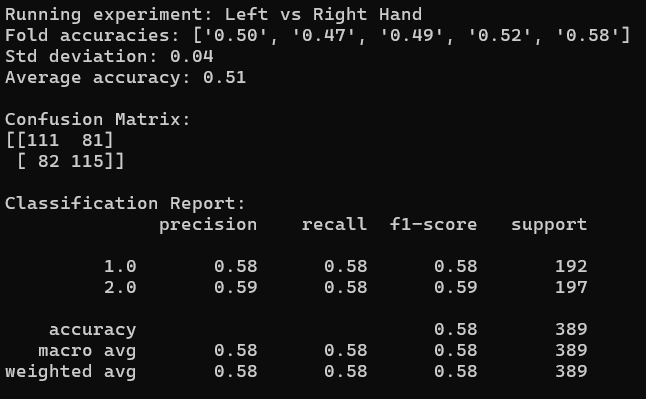 Running experiment: Left vs Right Hand
Fold accuracies: ['0.50', '0.47', '0.49', '0.52', '0.58']
Std deviation: 0.04
Average accuracy: 0.51

Confusion Matrix:
[[111  81]
 [ 82 115]]

Classification Report:
              precision    recall  f1-score   support

         1.0       0.58      0.58      0.58       192
         2.0       0.59      0.58      0.59       197

    accuracy                           0.58       389
   macro avg       0.58      0.58      0.58       389
weighted avg       0.58      0.58      0.58       389